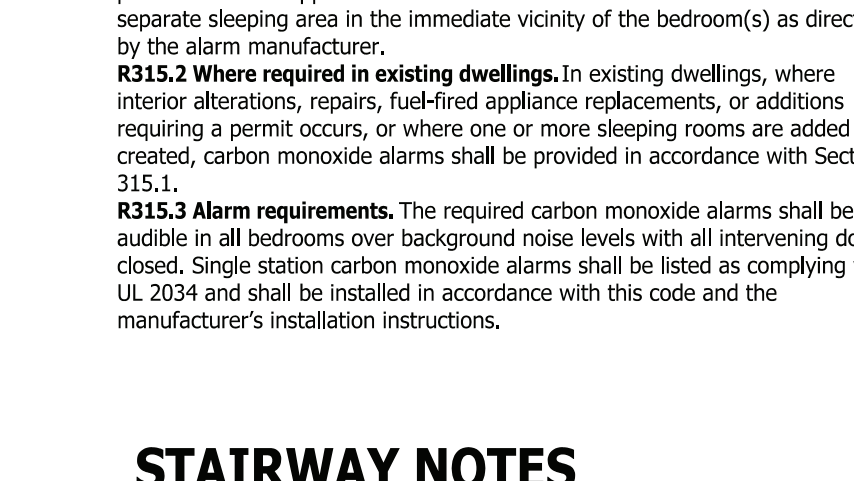 separate sleeping area in the immediate vicinity of the bedroom(s) as direct
by the alarm manufacturer.
R315.2 Where required in existing dwellings. In existing dwellings, where
interior alterations, repairs, fuel-fired appliance replacements, or additions
requiring a permit occurs, or where one or more sleeping rooms are added
created, carbon monoxide alarms shall be provided in accordance with Sect
315.1.
R315.3 Alarm requirements. The required carbon monoxide alarms shall be
audible in all bedrooms over background noise levels with all intervening do
closed. Single station carbon monoxide alarms shall be listed as complying
UL 2034 and shall be installed in accordance with this code and the
manufacturer's installation instructions.
STAIRWAY NOTES